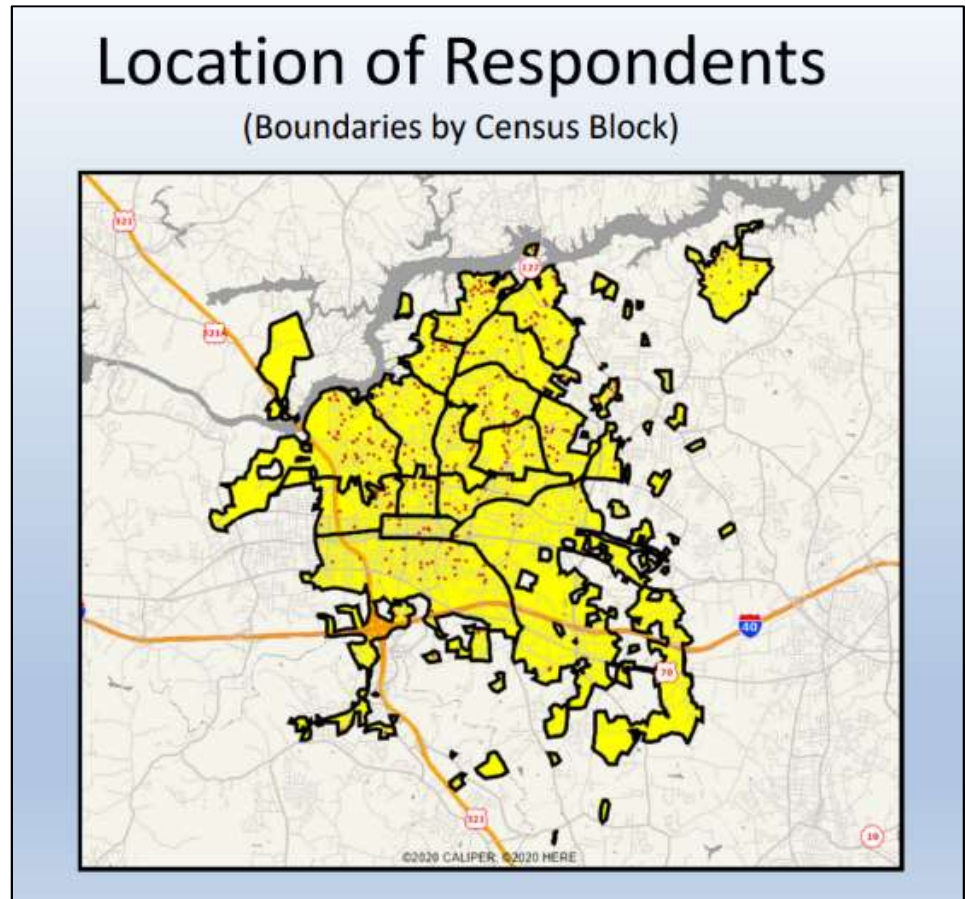 Location of Respondents
(Boundaries by Census Block)
321
127
321A
40
70
321
10
©2020 CALIPER; ©2020 HERE